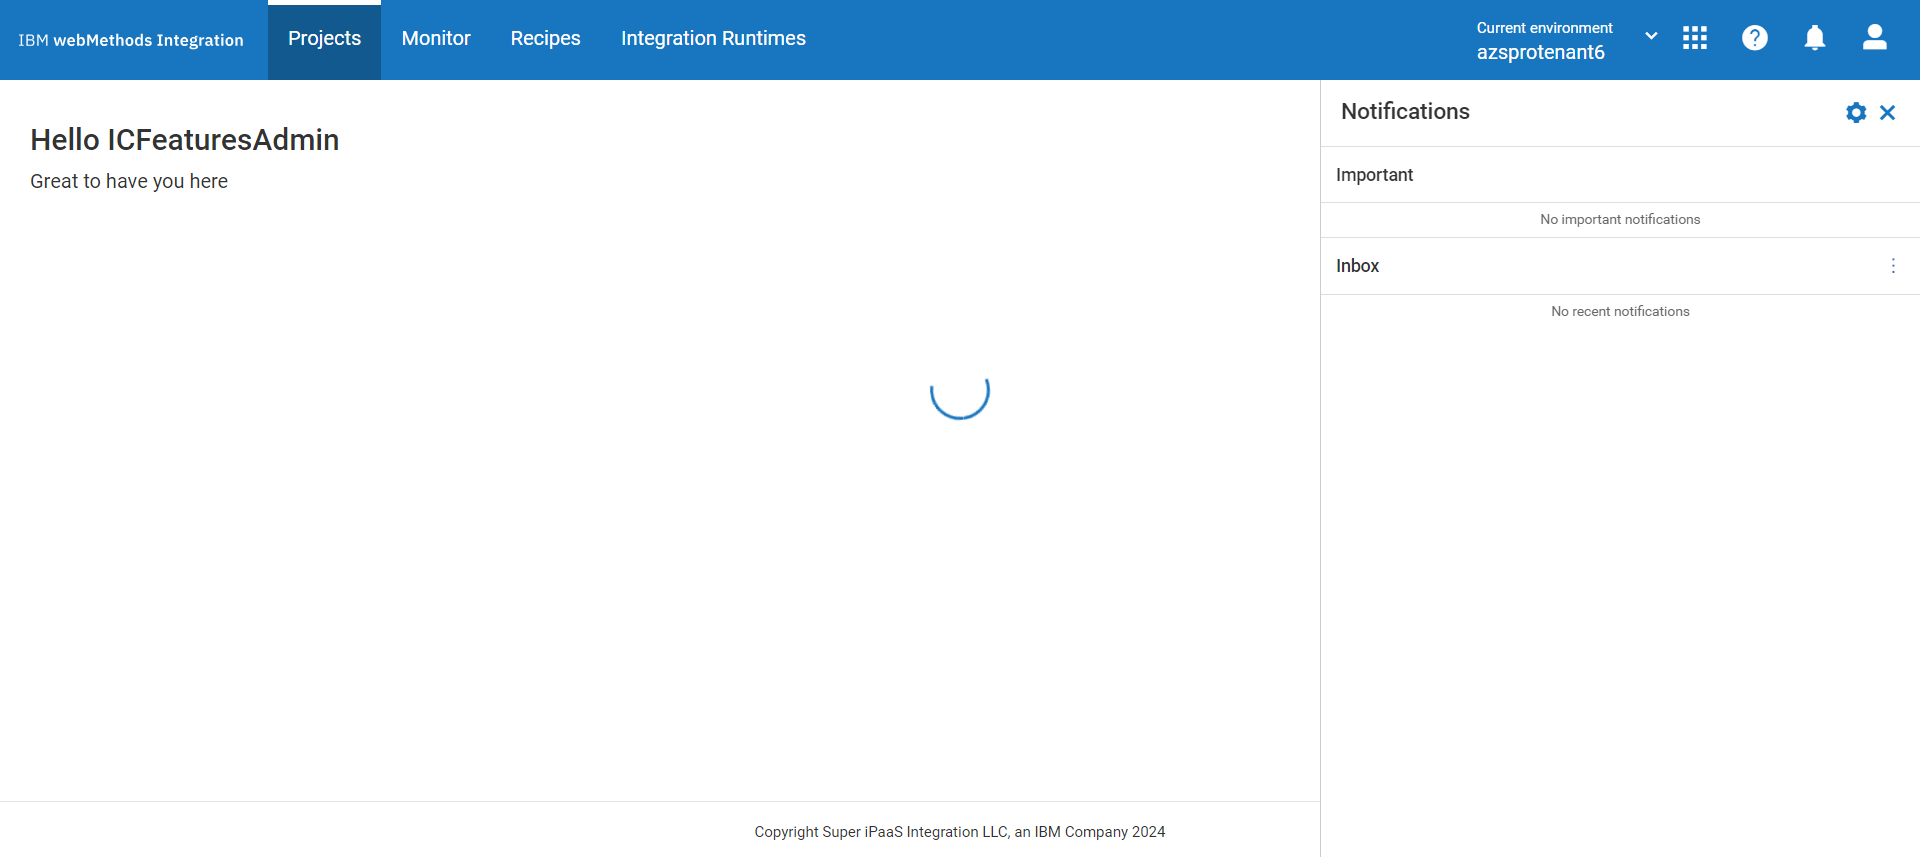 IBM webMethods Integration
Projects
Monitor
Recipes
Integration Runtimes
Current environment
azsprotenant6
Hello ICFeaturesAdmin
Great to have you here
Notifications
Important
No important notifications
Inbox
No recent notifications
Copyright Super iPaaS Integration LLC, an IBM Company 2024